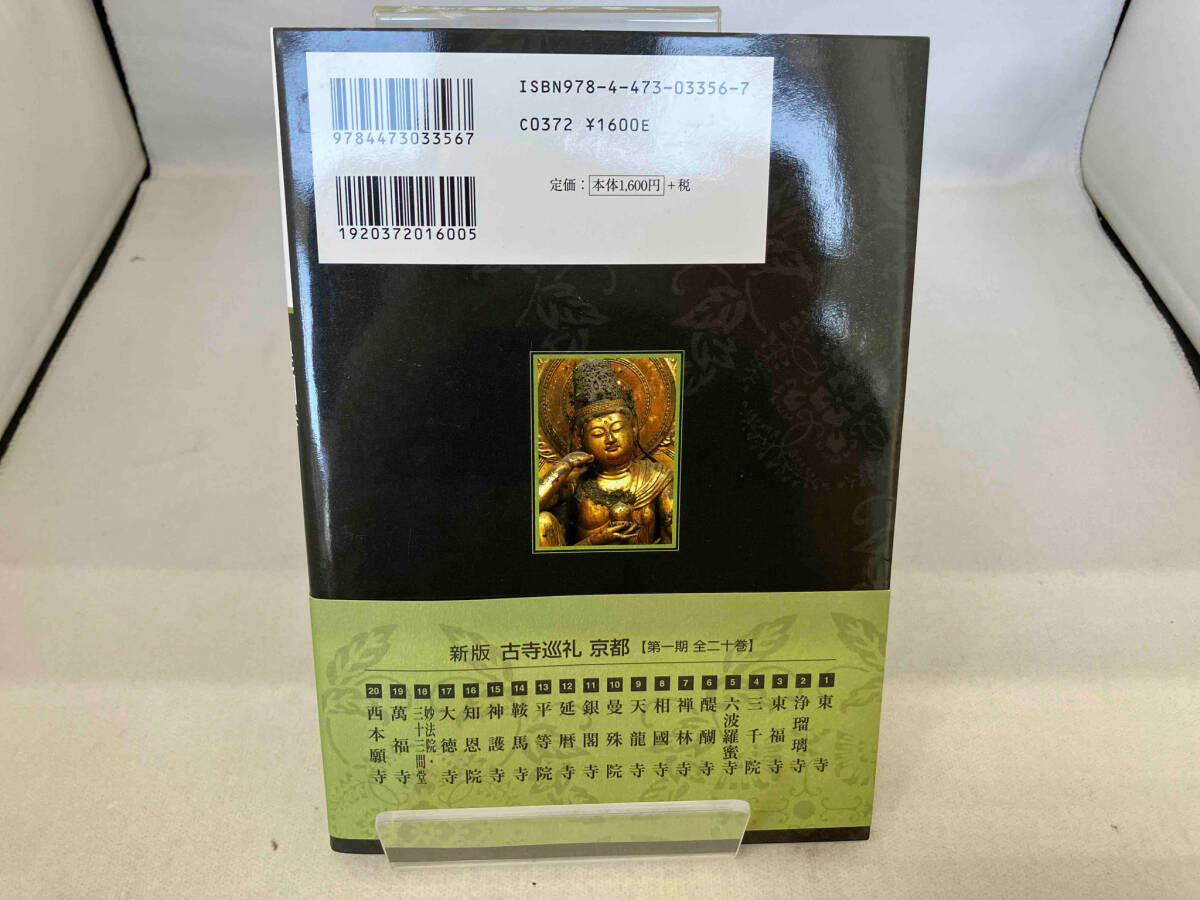 ISBN978-4-473-03356-7
C0372 ¥1600E
9784473033567
定価：本体1,600円+税
1920372016005
新版 古寺巡礼 京都【第一期 全二十巻】
1 東寺
2 浄瑠璃寺
3 東福寺
4 三千院
5 六波羅蜜寺
6 醍醐寺
7 禅林寺
8 相國寺
9 天龍寺
10 曼殊院
11 銀閣寺
12 延暦寺
13 平等院
14 鞍馬寺
15 神護寺
16 知恩院
17 大徳寺
18 妙法院・三十三間堂
19 萬福寺
20 西本願寺